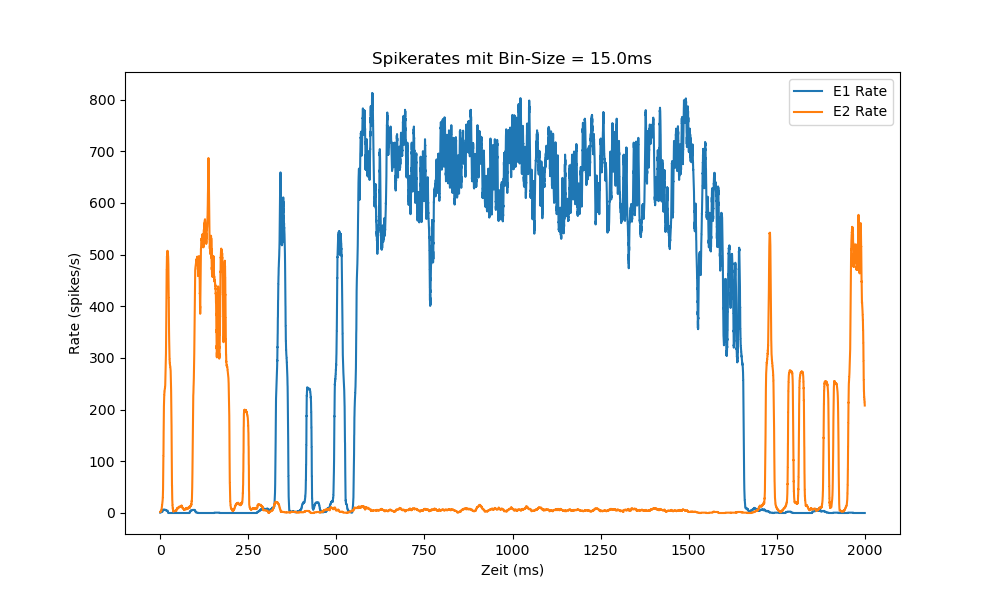 Spikerates mit Bin-Size = 15.0ms
E1 Rate
E2 Rate
800
700
600
500
400
300
200
100
0
Rate (spikes/s)
0 250 500 750 1000 1250 1500 1750 2000
Zeit (ms)